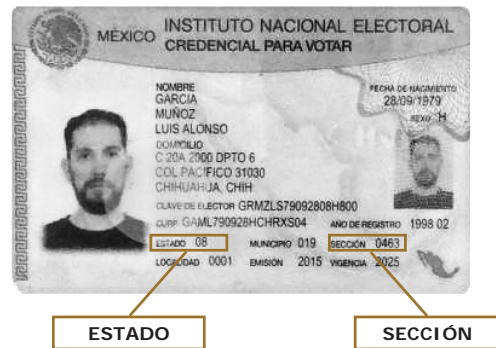 MÉXICO
INSTITUTO NACIONAL ELECTORAL
CREDENCIAL PARA VOTAR
NOMBRE
GARCIA
MUÑOZ
LUIS ALONSO
FECHA DE NACIMIENTO
28/09/1979
SEXO H
DOMICILIO
C 20A 2000 DPTO 6
COL PACIFICO 31030
CHIHUAHUA, CHIH
CLAVE DE ELECTOR GRMZLS79092808H800
CURP GAML790928HCHRXS04 AÑO DE REGISTRO 1998 02
ESTADO 08 MUNICIPIO 019 SECCIÓN 0463
LOCALIDAD 0001 EMISIÓN 2015 VIGENCIA 2025
ESTADO
SECCIÓN